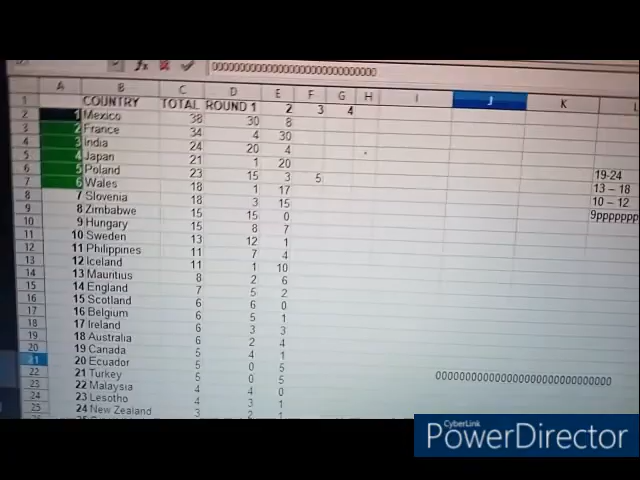 0000000000000000000000000000000
A B C D E F G H I J K L
1 COUNTRY TOTAL ROUND 1 2 3 4
2 1 Mexico 38 30 8
3 2 France 34 4 30
4 3 India 24 20 4
5 4 Japan 21 1 20
6 5 Poland 23 15 3 5 19-24
7 6 Wales 18 1 17 13 – 18
8 7 Slovenia 18 3 15 10 – 12
9 8 Zimbabwe 15 15 0 9ppppppp
10 9 Hungary 15 8 7
11 10 Sweden 13 12 1
12 11 Philippines 11 7 4
13 12 Iceland 11 1 10
14 13 Mauritius 8 2 6
15 14 England 7 5 2
16 15 Scotland 6 6 0
17 16 Belgium 6 5 1
18 17 Ireland 6 3 3
19 18 Australia 6 2 4
20 19 Canada 5 4 1
21 20 Ecuador 5 0 5
22 21 Turkey 5 0 5 00000000000000000000000000000
23 22 Malaysia 4 4 0
24 23 Lesotho 4 3 1
25 24 New Zealand 3 2 1
CyberLink
PowerDirector